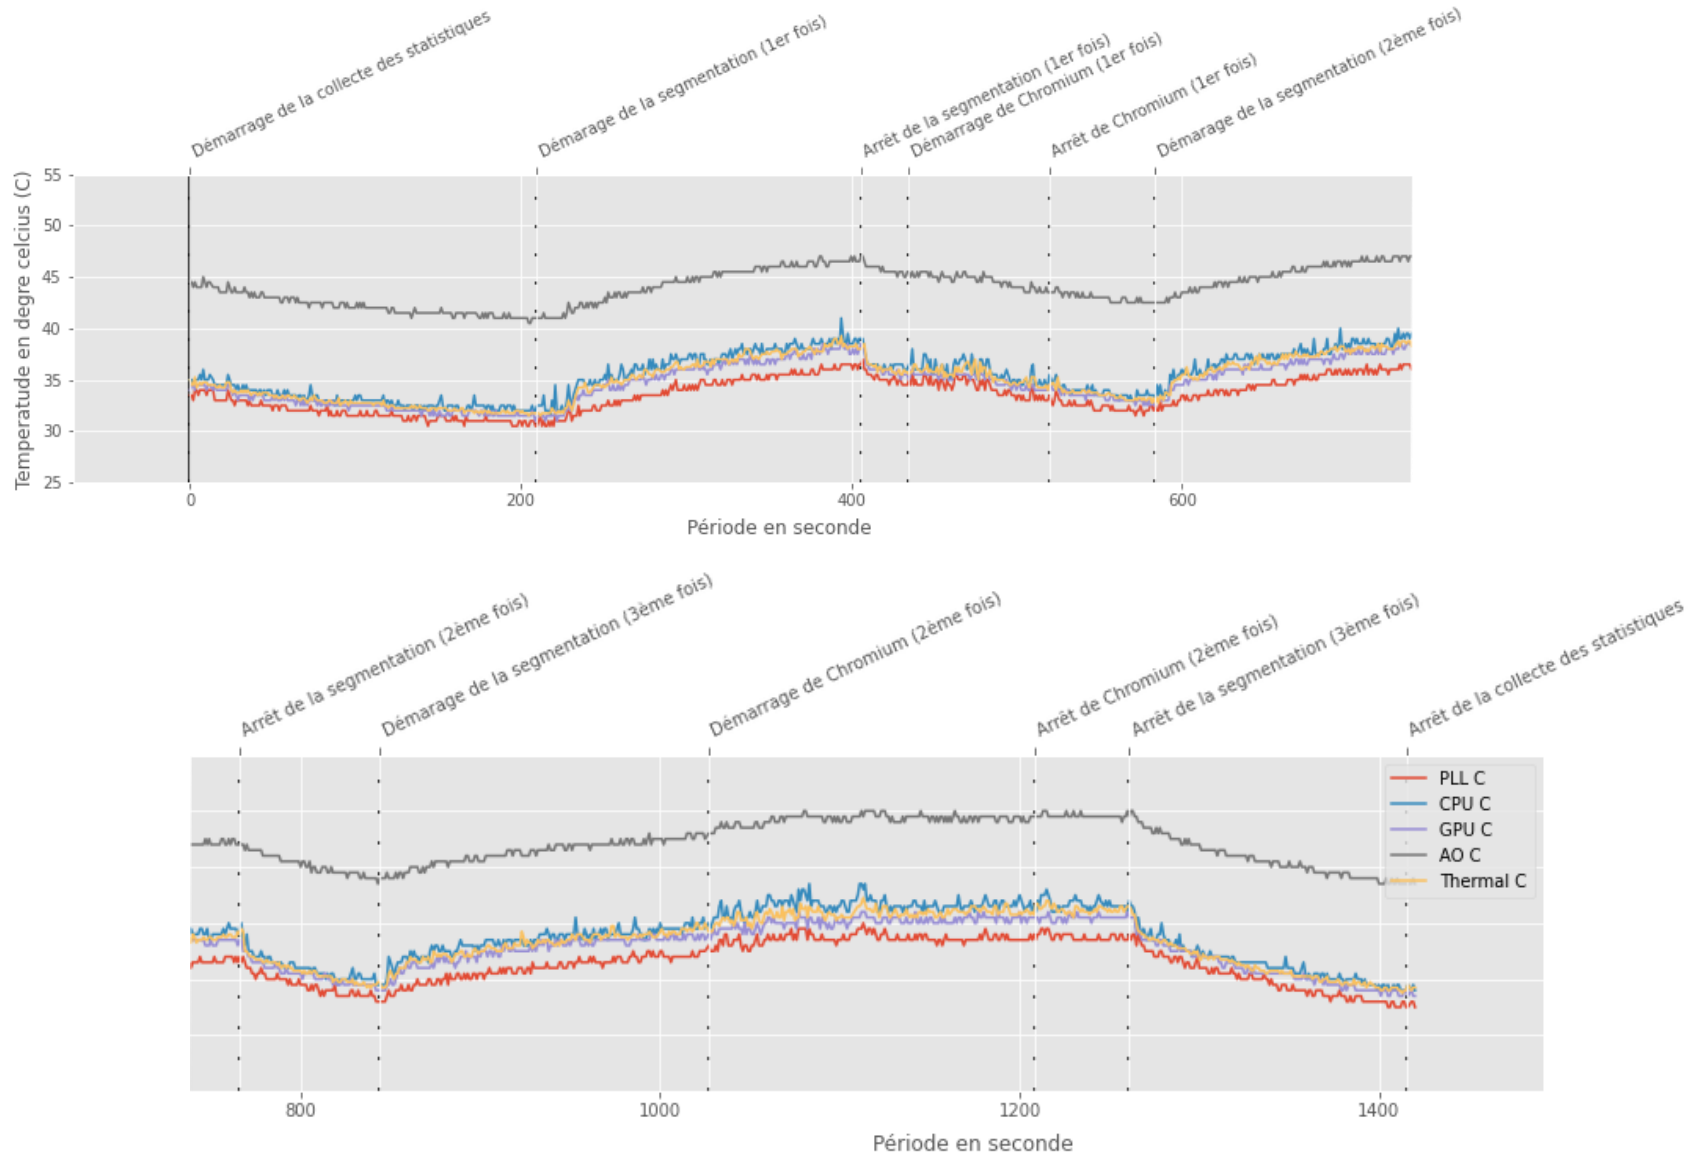 Démarrage de la collecte des statistiques
Démarage de la segmentation (1er fois)
Arrêt de la segmentation (1er fois)
Démarrage de Chromium (1er fois)
Arrêt de Chromium (1er fois)
Démarage de la segmentation (2ème fois)
Temperature en degre celcius (C)
55
50
45
40
35
30
25
0 200 400 600
Période en seconde
Arrêt de la segmentation (2ème fois)
Démarage de la segmentation (3ème fois)
Démarrage de Chromium (2ème fois)
Arrêt de Chromium (2ème fois)
Arrêt de la segmentation (3ème fois)
Arrêt de la collecte des statistiques
PLL C
CPU C
GPU C
AO C
Thermal C
800 1000 1200 1400
Période en seconde